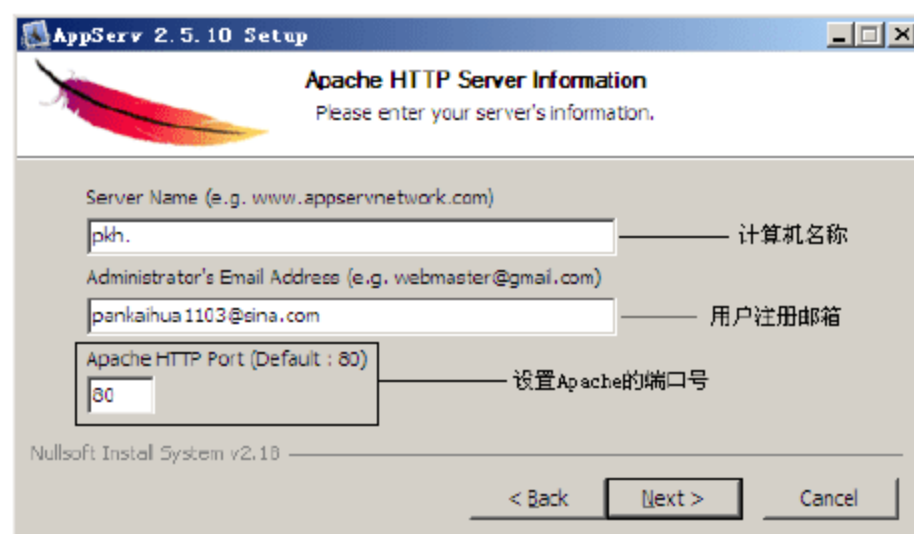 AppServ 2.5.10 Setup
Apache HTTP Server Information
Please enter your server's information.
Server Name (e.g. www.appservnetwork.com)
pkh.
计算机名称
Administrator's Email Address (e.g. webmaster@gmail.com)
pankaihua1103@sina.com
用户注册邮箱
Apache HTTP Port (Default : 80)
80
设置Apache的端口号
Nullsoft Install System v2.18
< Back
Next >
Cancel